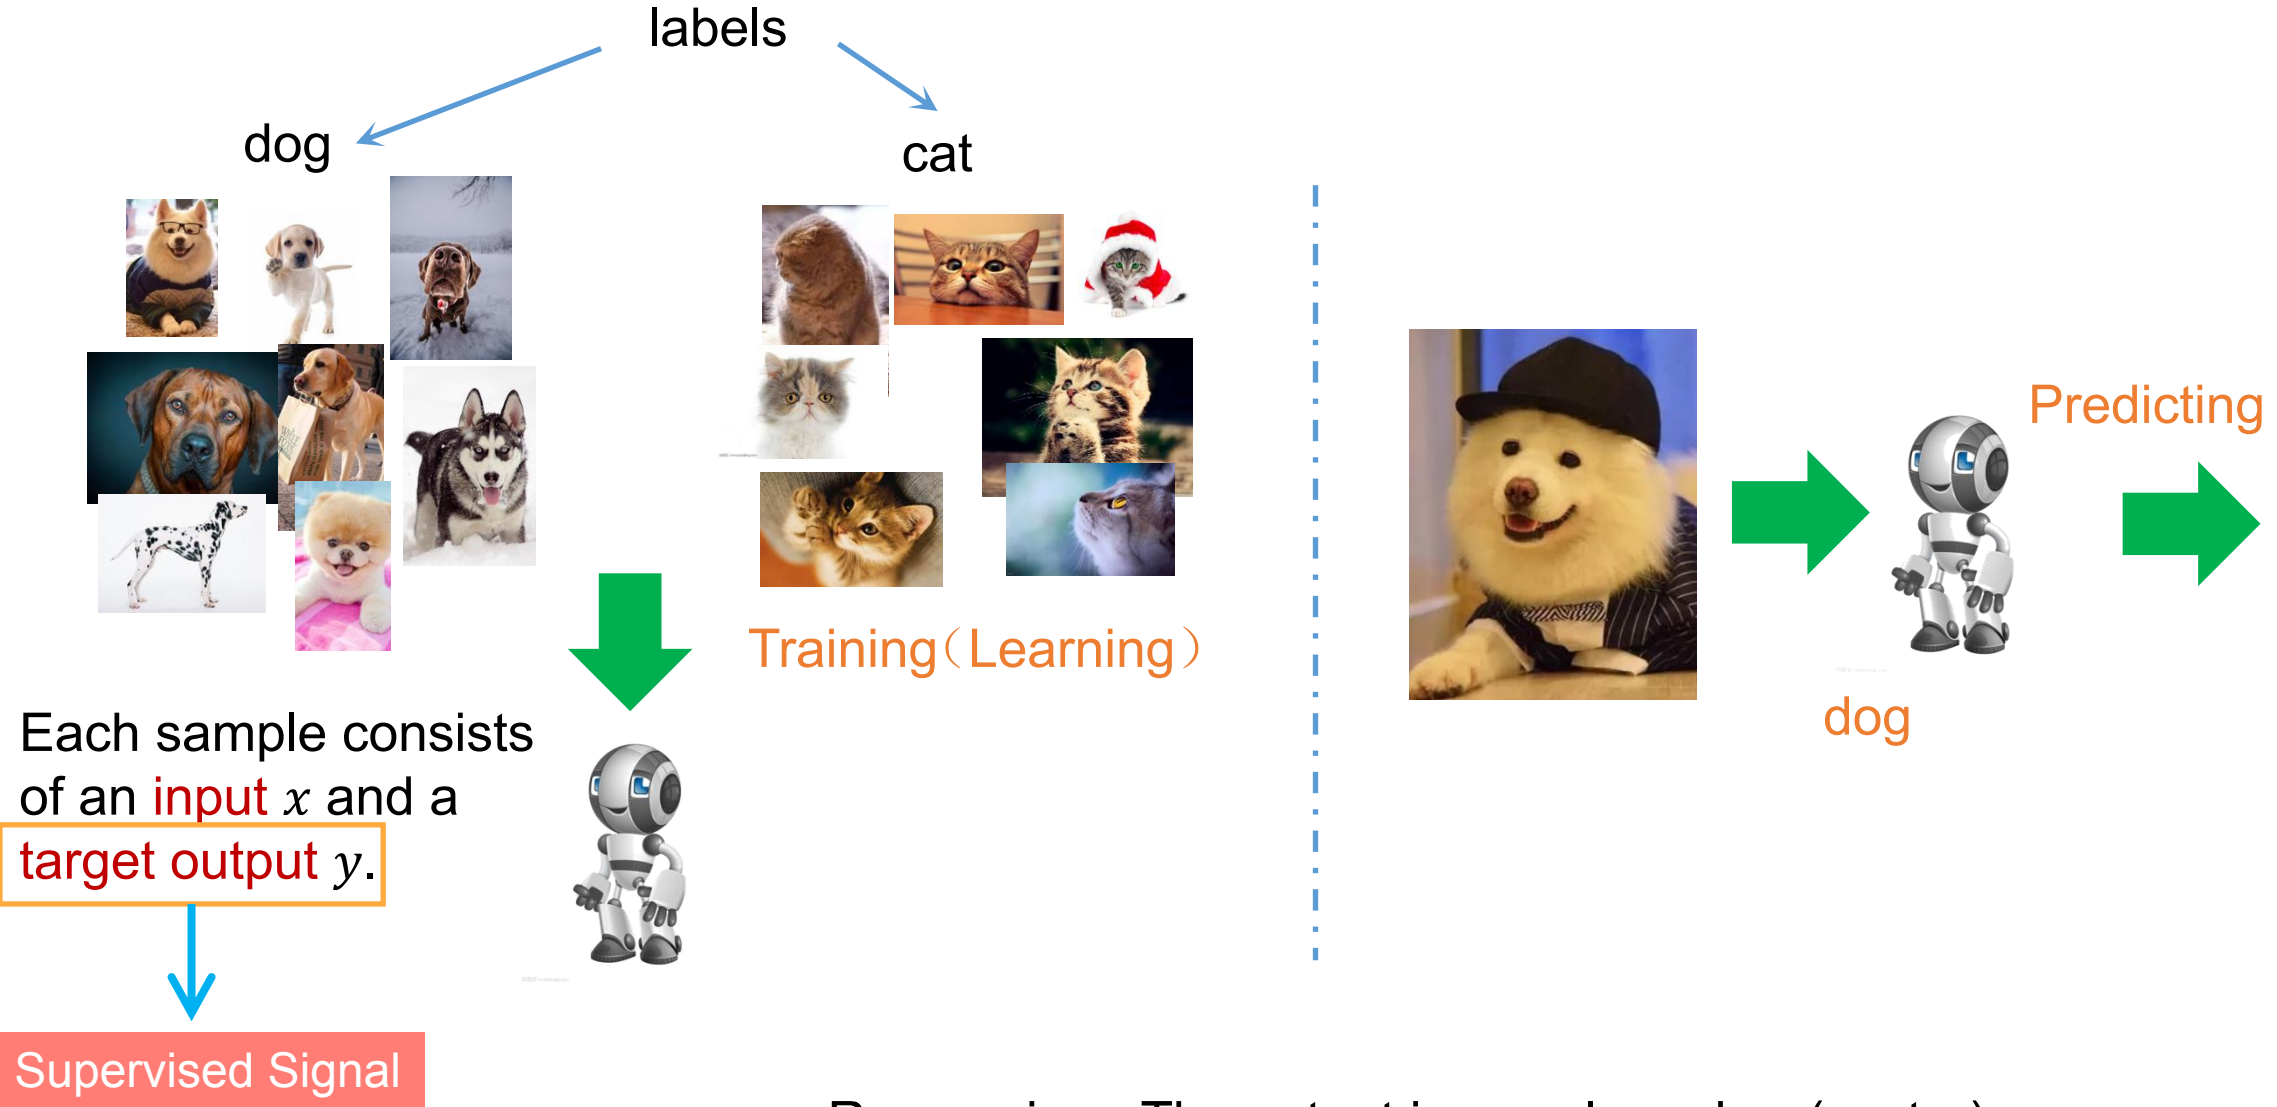 labels
dog
cat
Training（Learning）
Predicting
dog
Each sample consists
of an input x and a
target output y.
Supervised Signal